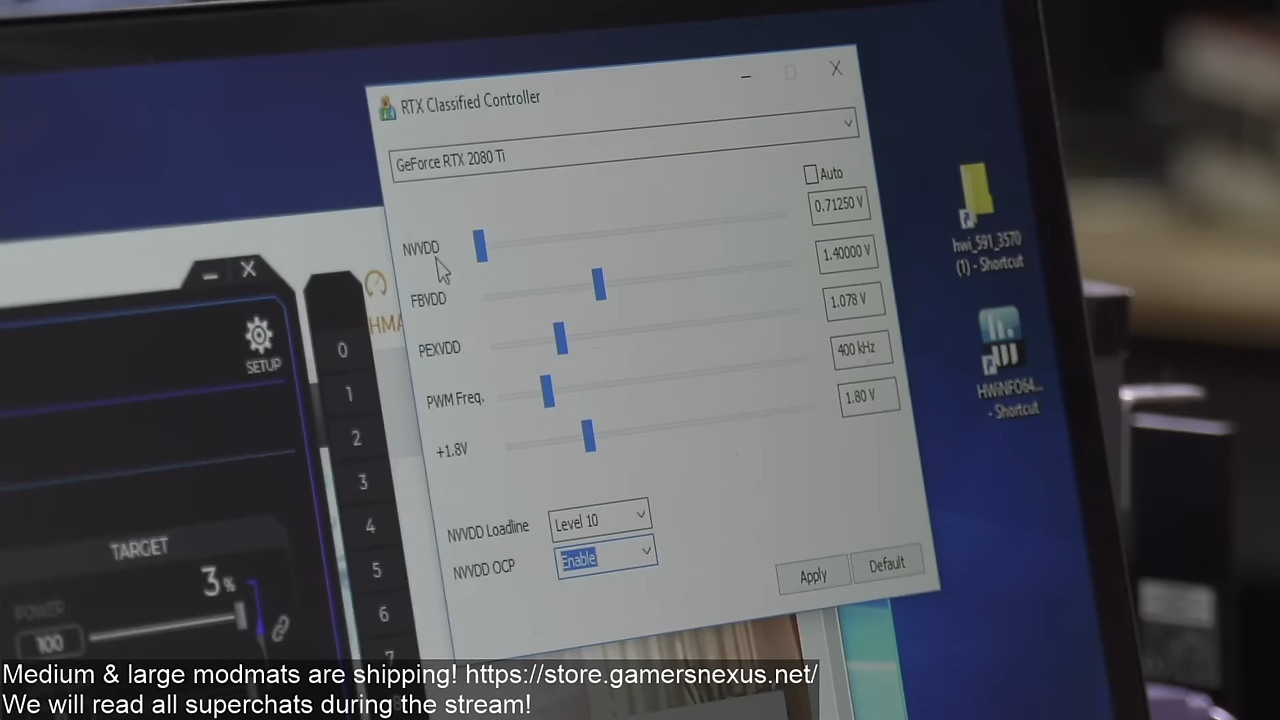 RTX Classified Controller
GeForce RTX 2080 Ti
Auto
NVVDD
0.71250 V
FBVDD
1.40000 V
PEXVDD
1.078 V
PWM Freq.
400 kHz
+1.8V
1.80 V
NVVDD Loadline
Level 10
NVVDD OCP
Enable
Apply
Default
SETUP
TARGET
3 %
POWER
100
0
1
2
3
4
5
6
7
hwi_591_3570
(1) - Shortcut
HWiNFO64...
- Shortcut
Medium & large modmats are shipping! https://store.gamersnexus.net/
We will read all superchats during the stream!